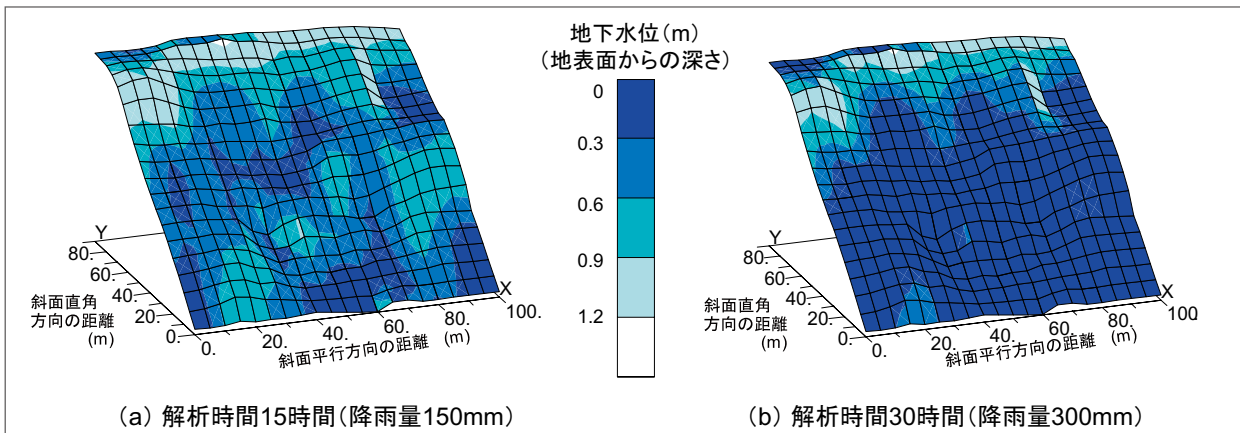 地下水位(m)
(地表面からの深さ)
0
0.3
0.6
0.9
1.2
Y
80.
60.
40.
20.
0.
斜面直角
方向の距離
(m)
0.
20.
40.
60.
80.
100.
X
斜面平行方向の距離 (m)
(a) 解析時間15時間(降雨量150mm)
Y
80.
60.
40.
20.
0.
斜面直角
方向の距離
(m)
0.
20.
40.
60.
80.
100.
X
斜面平行方向の距離 (m)
(b) 解析時間30時間(降雨量300mm)